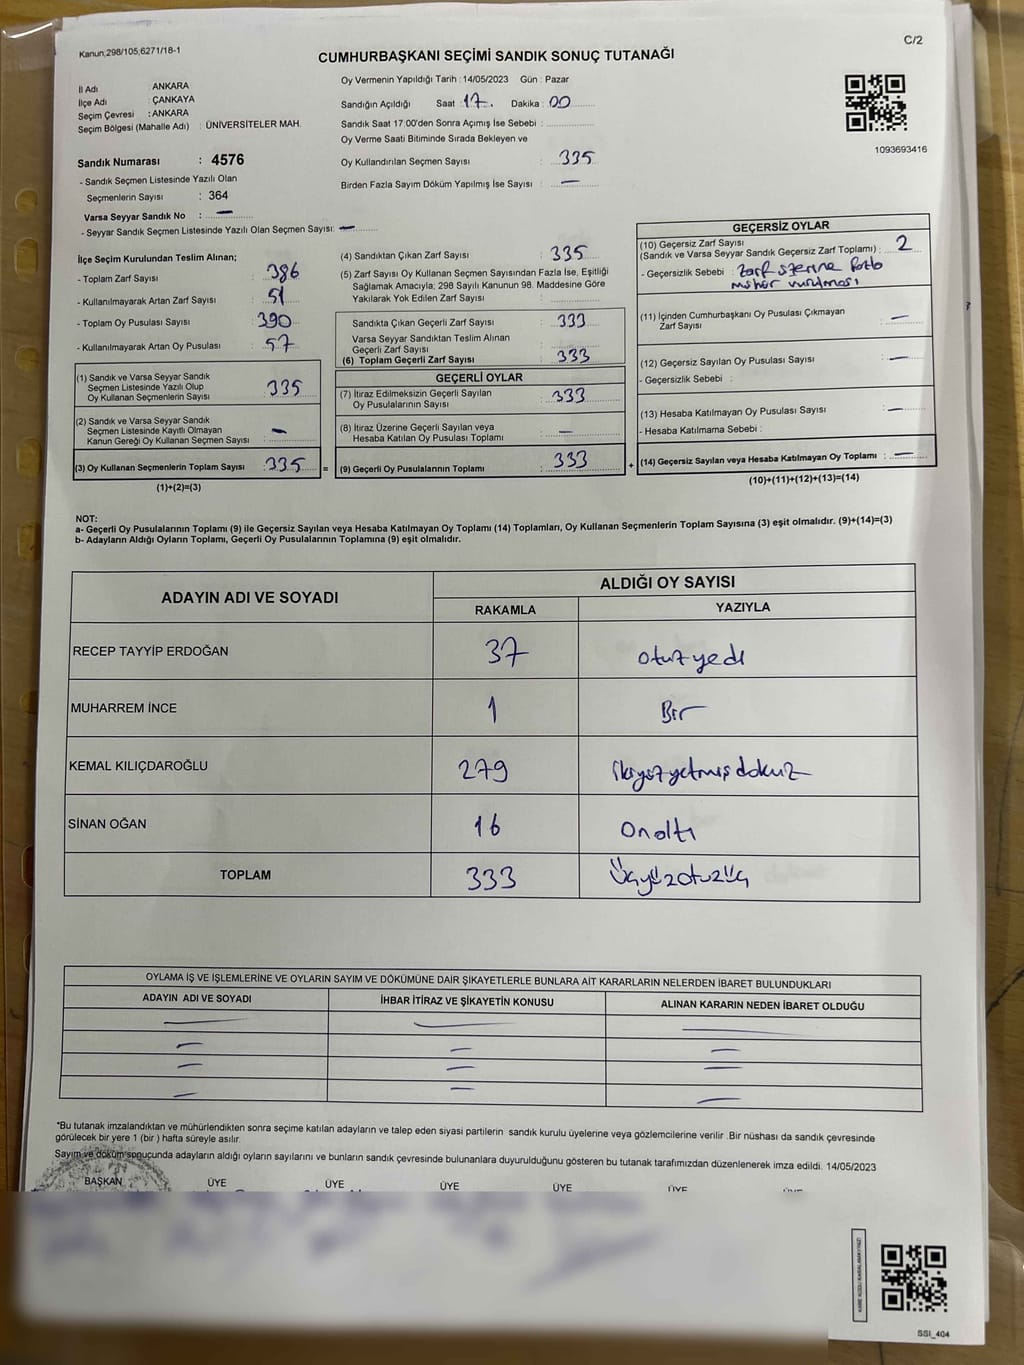 Kanun,298/105,6271/18-1
C/2
CUMHURBAŞKANI SEÇİMİ SANDIK SONUÇ TUTANAĞI
İl Adı : ANKARA
İlçe Adı : ÇANKAYA
Seçim Çevresi : ANKARA
Seçim Bölgesi (Mahalle Adı) : ÜNİVERSİTELER MAH.
Sandık Numarası : 4576
- Sandık Seçmen Listesinde Yazılı Olan
Seçmenlerin Sayısı : 364
Varsa Seyyar Sandık No : —
- Seyyar Sandık Seçmen Listesinde Yazılı Olan Seçmen Sayısı: —
Oy Vermenin Yapıldığı Tarih : 14/05/2023 Gün : Pazar
Sandığın Açıldığı Saat : 17. Dakika : 00
Sandık Saat 17:00'den Sonra Açımış İse Sebebi :
Oy Verme Saati Bitiminde Sırada Bekleyen ve
Oy Kullandırılan Seçmen Sayısı : 335
Birden Fazla Sayım Döküm Yapılmış İse Sayısı : —
1093693416
İlçe Seçim Kurulundan Teslim Alınan;
- Toplam Zarf Sayısı : 386
- Kullanılmayarak Artan Zarf Sayısı : 51
- Toplam Oy Pusulası Sayısı : 390
- Kullanılmayarak Artan Oy Pusulası : 57
(1) Sandık ve Varsa Seyyar Sandık
Seçmen Listesinde Yazılı Olup
Oy Kullanan Seçmenlerin Sayısı : 335
(2) Sandık ve Varsa Seyyar Sandık
Seçmen Listesinde Kayıtlı Olmayan
Kanun Gereği Oy Kullanan Seçmen Sayısı : —
(3) Oy Kullanan Seçmenlerin Toplam Sayısı : 335 =
(1)+(2)=(3)
(4) Sandıktan Çıkan Zarf Sayısı : 335
(5) Zarf Sayısı Oy Kullanan Seçmen Sayısından Fazla İse, Eşitliği
Sağlamak Amacıyla; 298 Sayılı Kanunun 98. Maddesine Göre
Yakılarak Yok Edilen Zarf Sayısı :
Sandıkta Çıkan Geçerli Zarf Sayısı : 333
Varsa Seyyar Sandıktan Teslim Alınan
Geçerli Zarf Sayısı :
(6) Toplam Geçerli Zarf Sayısı : 333
GEÇERLİ OYLAR
(7) İtiraz Edilmeksizin Geçerli Sayılan
Oy Pusulalarının Sayısı : 333
(8) İtiraz Üzerine Geçerli Sayılan veya
Hesaba Katılan Oy Pusulası Toplamı : —
(9) Geçerli Oy Pusulalarının Toplamı : 333 +
GEÇERSİZ OYLAR
(10) Geçersiz Zarf Sayısı
(Sandık ve Varsa Seyyar Sandık Geçersiz Zarf Toplamı) : 2
- Geçersizlik Sebebi : Zarf üzerine fazla
mühür vurulması
(11) İçinden Cumhurbaşkanı Oy Pusulası Çıkmayan
Zarf Sayısı : —
(12) Geçersiz Sayılan Oy Pusulası Sayısı : —
- Geçersizlik Sebebi :
(13) Hesaba Katılmayan Oy Pusulası Sayısı : —
- Hesaba Katılmama Sebebi :
(14) Geçersiz Sayılan veya Hesaba Katılmayan Oy Toplamı : —
(10)+(11)+(12)+(13)=(14)
NOT:
a- Geçerli Oy Pusulalarının Toplamı (9) ile Geçersiz Sayılan veya Hesaba Katılmayan Oy Toplamı (14) Toplamları, Oy Kullanan Seçmenlerin Toplam Sayısına (3) eşit olmalıdır. (9)+(14)=(3)
b- Adayların Aldığı Oyların Toplamı, Geçerli Oy Pusulalarının Toplamına (9) eşit olmalıdır.
ADAYIN ADI VE SOYADI ALDIĞI OY SAYISI
RAKAMLA YAZIYLA
RECEP TAYYİP ERDOĞAN 37 otuzyedi
MUHARREM İNCE 1 Bir
KEMAL KILIÇDAROĞLU 279 ikiyüzyetmişdokuz
SİNAN OĞAN 16 Onaltı
TOPLAM 333 Üçyüzotuzüç
OYLAMA İŞ VE İŞLEMLERİNE VE OYLARIN SAYIM VE DÖKÜMÜNE DAİR ŞİKAYETLERLE BUNLARA AİT KARARLARIN NELERDEN İBARET BULUNDUKLARI
ADAYIN ADI VE SOYADI İHBAR İTİRAZ VE ŞİKAYETİN KONUSU ALINAN KARARIN NEDEN İBARET OLDUĞU
*Bu tutanak imzalandıktan ve mühürlendikten sonra seçime katılan adayların ve talep eden siyasi partilerin sandık kurulu üyelerine veya gözlemcilerine verilir .Bir nüshası da sandık çevresinde
görülecek bir yere 1 (bir ) hafta süreyle asılır.
Sayım ve döküm sonucunda adayların aldığı oyların sayılarını ve bunların sandık çevresinde bulunanlara duyurulduğunu gösteren bu tutanak tarafımızdan düzenlenerek imza edildi. 14/05/2023
BAŞKAN ÜYE ÜYE ÜYE ÜYE ÜYE ÜYE
SSI_404